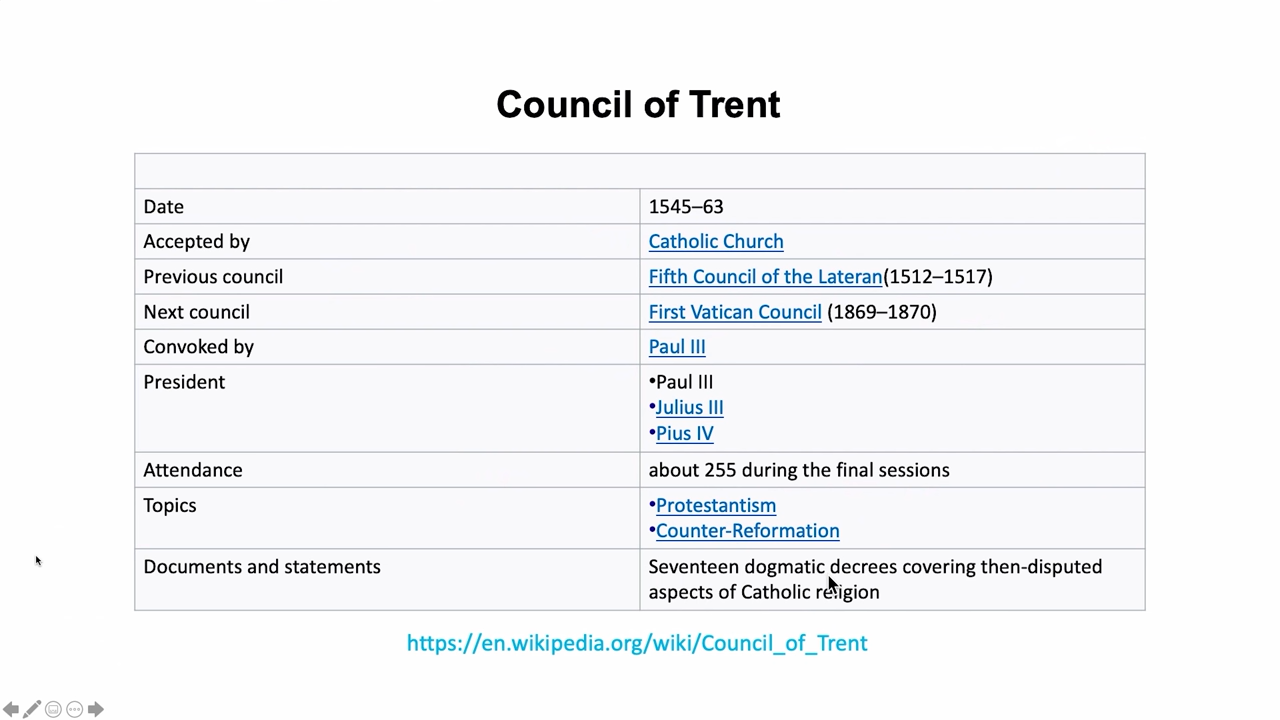 Council of Trent
Date 1545–63
Accepted by Catholic Church
Previous council Fifth Council of the Lateran(1512–1517)
Next council First Vatican Council (1869–1870)
Convoked by Paul III
President •Paul III
•Julius III
•Pius IV
Attendance about 255 during the final sessions
Topics •Protestantism
•Counter-Reformation
Documents and statements Seventeen dogmatic decrees covering then-disputed
aspects of Catholic religion
https://en.wikipedia.org/wiki/Council_of_Trent